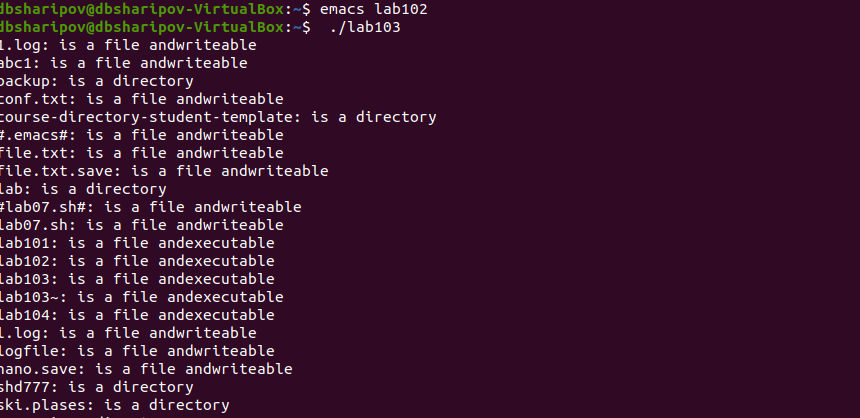 dbsharipov@dbsharipov-VirtualBox:~$ emacs lab102
dbsharipov@dbsharipov-VirtualBox:~$  ./lab103
1.log: is a file andwriteable
abc1: is a file andwriteable
backup: is a directory
conf.txt: is a file andwriteable
course-directory-student-template: is a directory
#.emacs#: is a file andwriteable
file.txt: is a file andwriteable
file.txt.save: is a file andwriteable
lab: is a directory
#lab07.sh#: is a file andwriteable
lab07.sh: is a file andwriteable
lab101: is a file andexecutable
lab102: is a file andexecutable
lab103: is a file andexecutable
lab103~: is a file andexecutable
lab104: is a file andexecutable
l.log: is a file andwriteable
logfile: is a file andwriteable
nano.save: is a file andwriteable
shd777: is a directory
ski.plases: is a directory